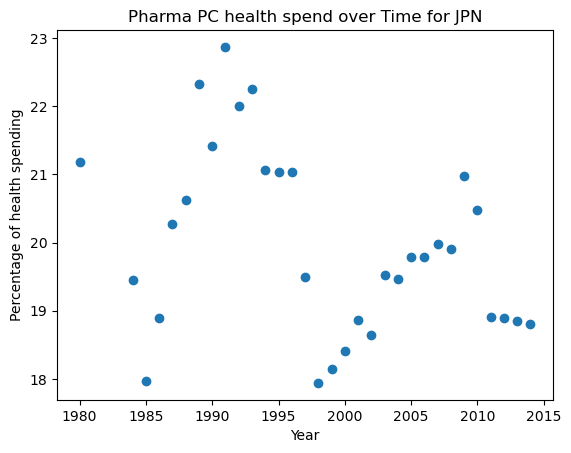 Pharma PC health spend over Time for JPN
23
22
21
20
19
18
Percentage of health spending
1980 1985 1990 1995 2000 2005 2010 2015
Year